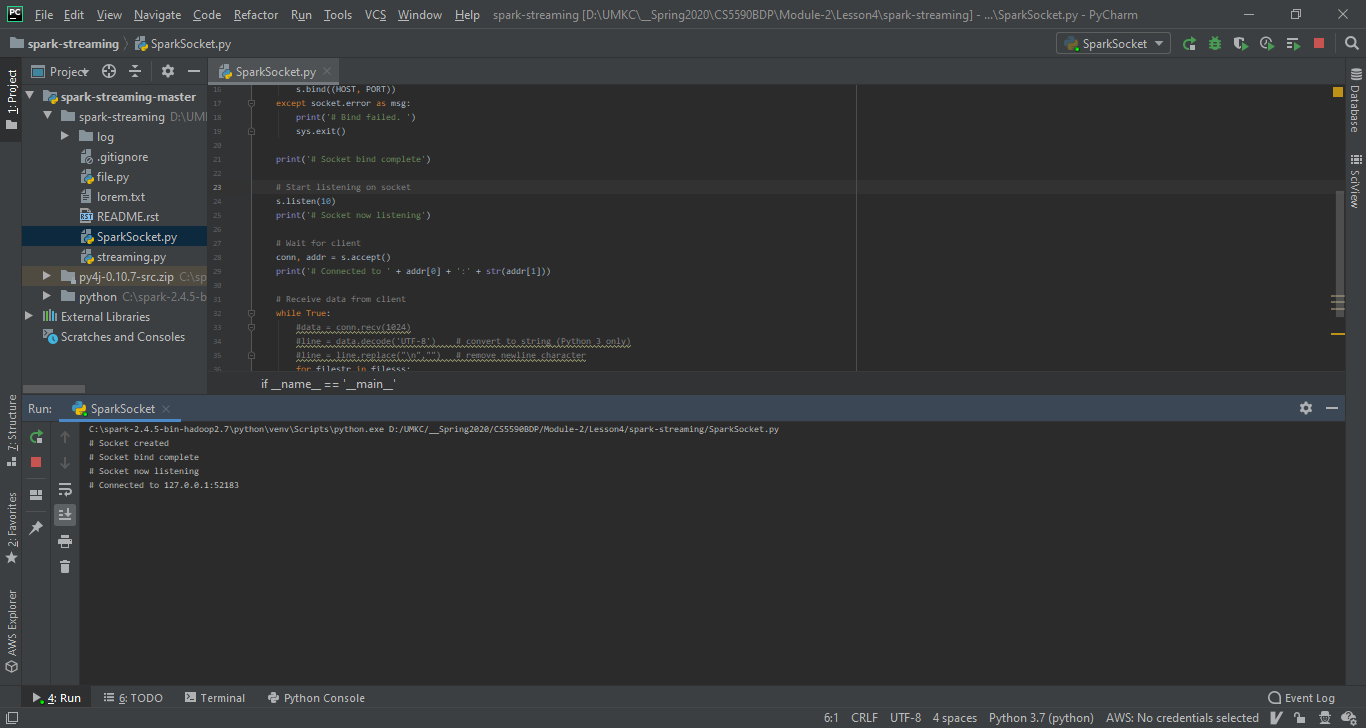 PC File Edit View Navigate Code Refactor Run Tools VCS Window Help spark-streaming [D:\UMKC\__Spring2020\CS5590BDP\Module-2\Lesson4\spark-streaming] - ...\SparkSocket.py - PyCharm
spark-streaming SparkSocket.py SparkSocket
Project SparkSocket.py
1: Project
spark-streaming-master
spark-streaming D:\UMI
log
.gitignore
file.py
lorem.txt
README.rst
SparkSocket.py
streaming.py
py4j-0.10.7-src.zip C:\sp
python C:\spark-2.4.5-b
External Libraries
Scratches and Consoles
16 s.bind((HOST, PORT))
17 except socket.error as msg:
18 print('# Bind failed. ')
19 sys.exit()
20
21 print('# Socket bind complete')
22
23 # Start listening on socket
24 s.listen(10)
25 print('# Socket now listening')
26
27 # Wait for client
28 conn, addr = s.accept()
29 print('# Connected to ' + addr[0] + ':' + str(addr[1]))
30
31 # Receive data from client
32 while True:
33 #data = conn.recv(1024)
34 #line = data.decode('UTF-8') # convert to string (Python 3 only)
35 #line = line.replace("\n","") # remove newline character
36 for filestr in filesss:
if __name__ == '__main__'
Database
SciView
Run: SparkSocket
C:\spark-2.4.5-bin-hadoop2.7\python\venv\Scripts\python.exe D:/UMKC/__Spring2020/CS5590BDP/Module-2/Lesson4/spark-streaming/SparkSocket.py
# Socket created
# Socket bind complete
# Socket now listening
# Connected to 127.0.0.1:52183
7: Structure
2: Favorites
AWS Explorer
4: Run 6: TODO Terminal Python Console Event Log
6:1 CRLF UTF-8 4 spaces Python 3.7 (python) AWS: No credentials selected